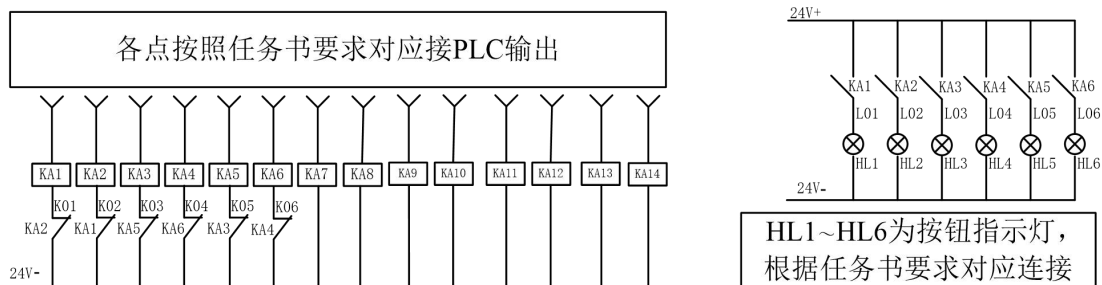 各点按照任务书要求对应接PLC输出
KA1 KA2 KA3 KA4 KA5 KA6 KA7 KA8 KA9 KA10 KA11 KA12 KA13 KA14
K01 K02 K03 K04 K05 K06
KA2 KA1 KA5 KA6 KA3 KA4
24V-
24V+
KA1 KA2 KA3 KA4 KA5 KA6
L01 L02 L03 L04 L05 L06
HL1 HL2 HL3 HL4 HL5 HL6
24V-
HL1~HL6为按钮指示灯，
根据任务书要求对应连接